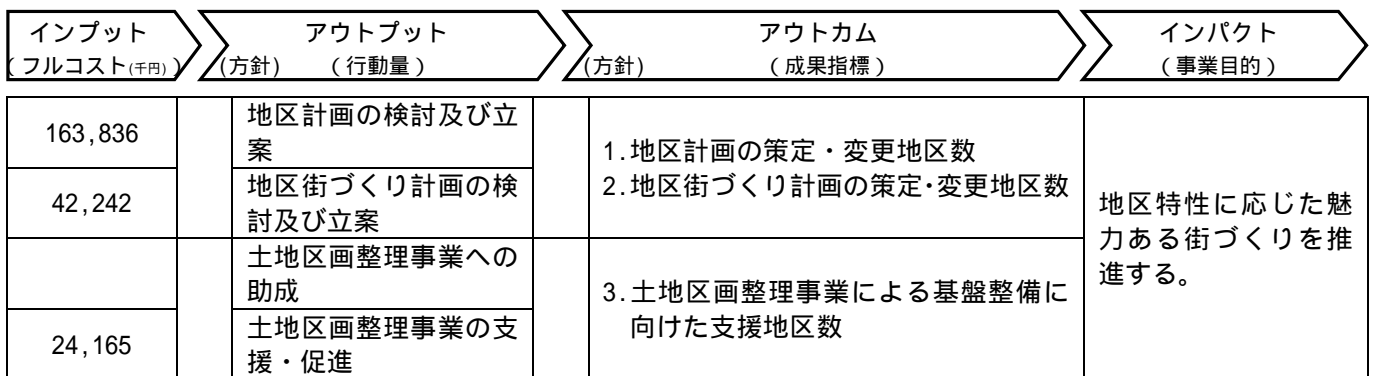 インプット
(フルコスト(千円))
アウトプット
(方針) (行動量)
アウトカム
(方針) (成果指標)
インパクト
(事業目的)
163,836
地区計画の検討及び立
案
42,242
地区街づくり計画の検
討及び立案
1.地区計画の策定・変更地区数
2.地区街づくり計画の策定・変更地区数
土地区画整理事業への
助成
24,165
土地区画整理事業の支
援・促進
3.土地区画整理事業による基盤整備に
向けた支援地区数
地区特性に応じた魅
力ある街づくりを推
進する。